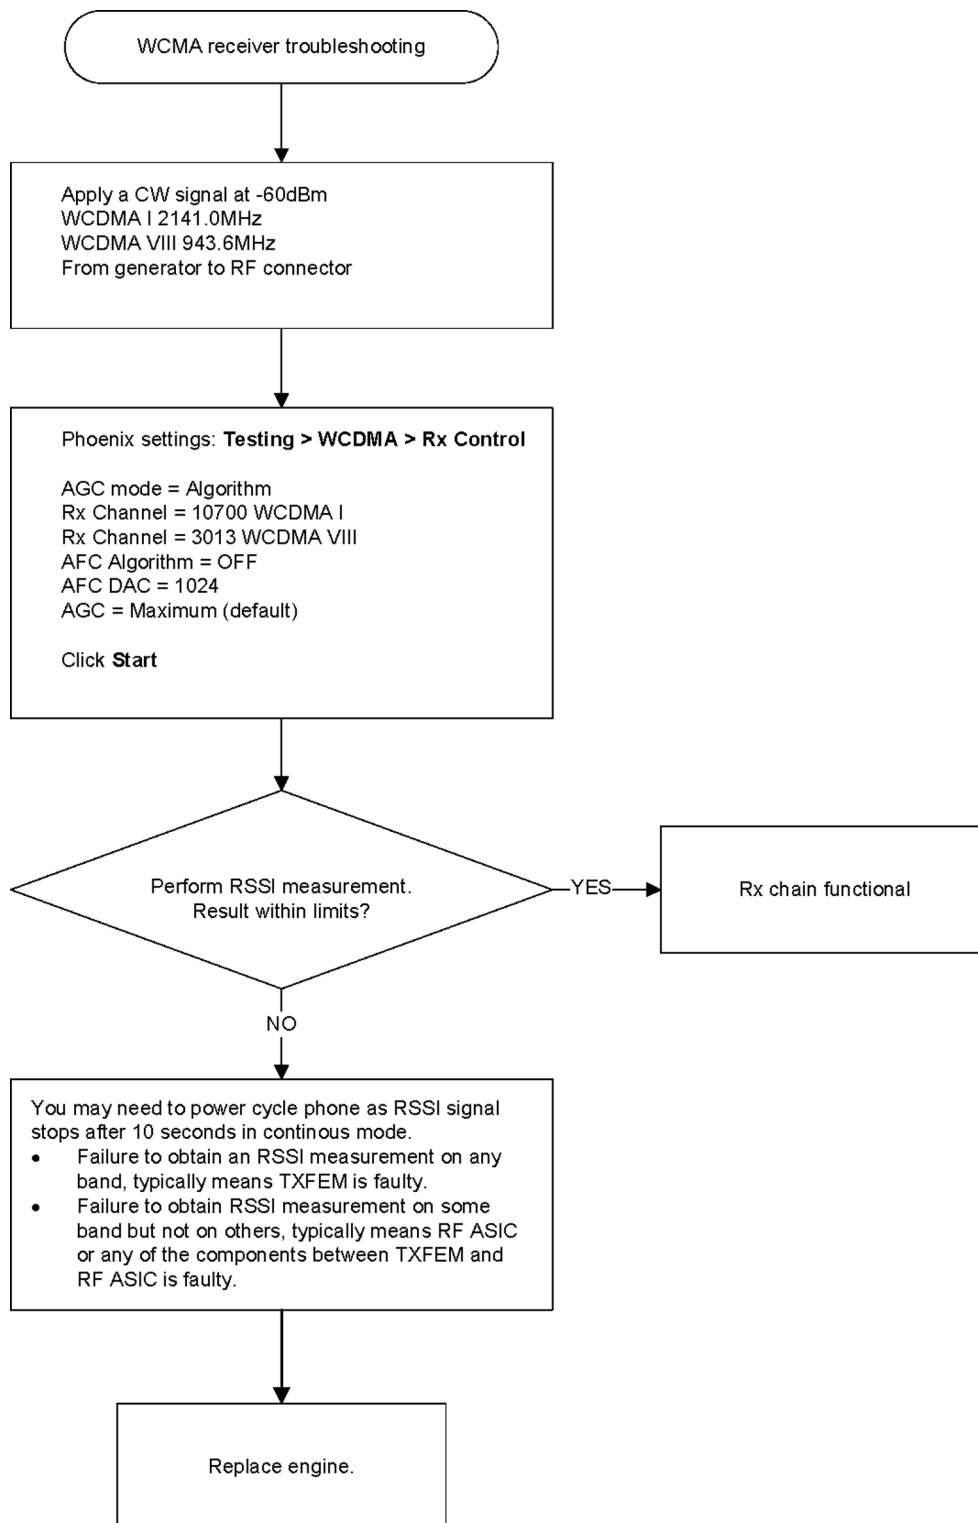 WCMA receiver troubleshooting
Apply a CW signal at -60dBm
WCDMA I 2141.0MHz
WCDMA VIII 943.6MHz
From generator to RF connector
Phoenix settings: Testing > WCDMA > Rx Control
AGC mode = Algorithm
Rx Channel = 10700 WCDMA I
Rx Channel = 3013 WCDMA VIII
AFC Algorithm = OFF
AFC DAC = 1024
AGC = Maximum (default)
Click Start
Perform RSSI measurement.
Result within limits?
YES
Rx chain functional
NO
You may need to power cycle phone as RSSI signal
stops after 10 seconds in continous mode.
• Failure to obtain an RSSI measurement on any
band, typically means TXFEM is faulty.
• Failure to obtain RSSI measurement on some
band but not on others, typically means RF ASIC
or any of the components between TXFEM and
RF ASIC is faulty.
Replace engine.